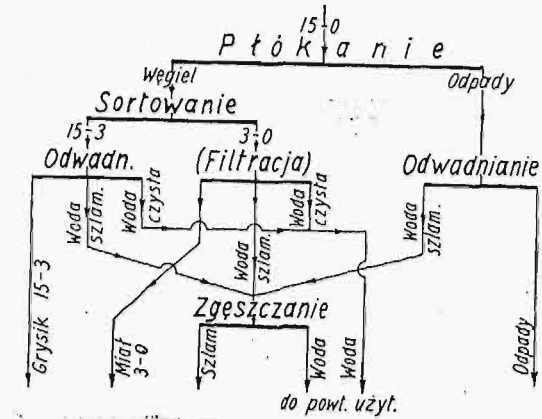 15-0
Płókanie
Węgiel
Odpady
Sortowanie
15-3
3-0
Odwadn.
(Filtracja)
Odwadnianie
Woda szlam.
Woda czysta
Woda szlam.
Woda czysta
Woda szlam.
Zgęszczanie
Grysik 15-3
Miał 3-0
Szlamik
Woda
Woda
Odpady
do powt. użyt.